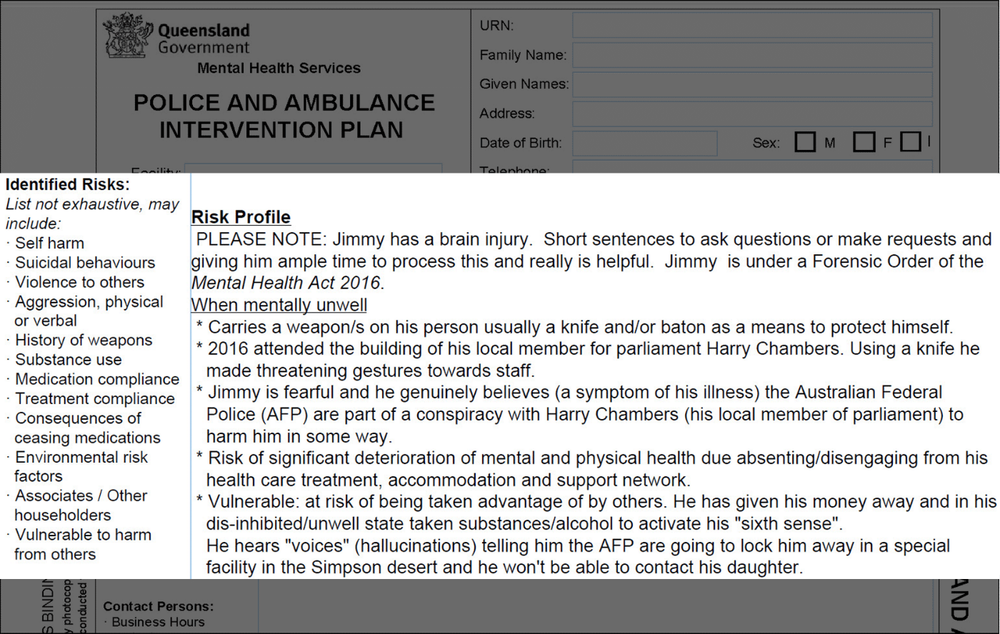 Queensland
Government
Mental Health Services
POLICE AND AMBULANCE
INTERVENTION PLAN
Facility:
URN:
Family Name:
Given Names:
Address:
Date of Birth:
Sex: M F I
Telephone:
Identified Risks:
List not exhaustive, may
include:
· Self harm
· Suicidal behaviours
· Violence to others
· Aggression, physical
or verbal
· History of weapons
· Substance use
· Medication compliance
· Treatment compliance
· Consequences of
ceasing medications
· Environmental risk
factors
· Associates / Other
householders
· Vulnerable to harm
from others
Risk Profile
PLEASE NOTE: Jimmy has a brain injury. Short sentences to ask questions or make requests and
giving him ample time to process this and really is helpful. Jimmy is under a Forensic Order of the
Mental Health Act 2016.
When mentally unwell
* Carries a weapon/s on his person usually a knife and/or baton as a means to protect himself.
* 2016 attended the building of his local member for parliament Harry Chambers. Using a knife he
made threatening gestures towards staff.
* Jimmy is fearful and he genuinely believes (a symptom of his illness) the Australian Federal
Police (AFP) are part of a conspiracy with Harry Chambers (his local member of parliament) to
harm him in some way.
* Risk of significant deterioration of mental and physical health due absenting/disengaging from his
health care treatment, accommodation and support network.
* Vulnerable: at risk of being taken advantage of by others. He has given his money away and in his
dis-inhibited/unwell state taken substances/alcohol to activate his "sixth sense".
He hears "voices" (hallucinations) telling him the AFP are going to lock him away in a special
facility in the Simpson desert and he won't be able to contact his daughter.
S BINDIN
y photocop
conducted
Contact Persons:
· Business Hours
AND A